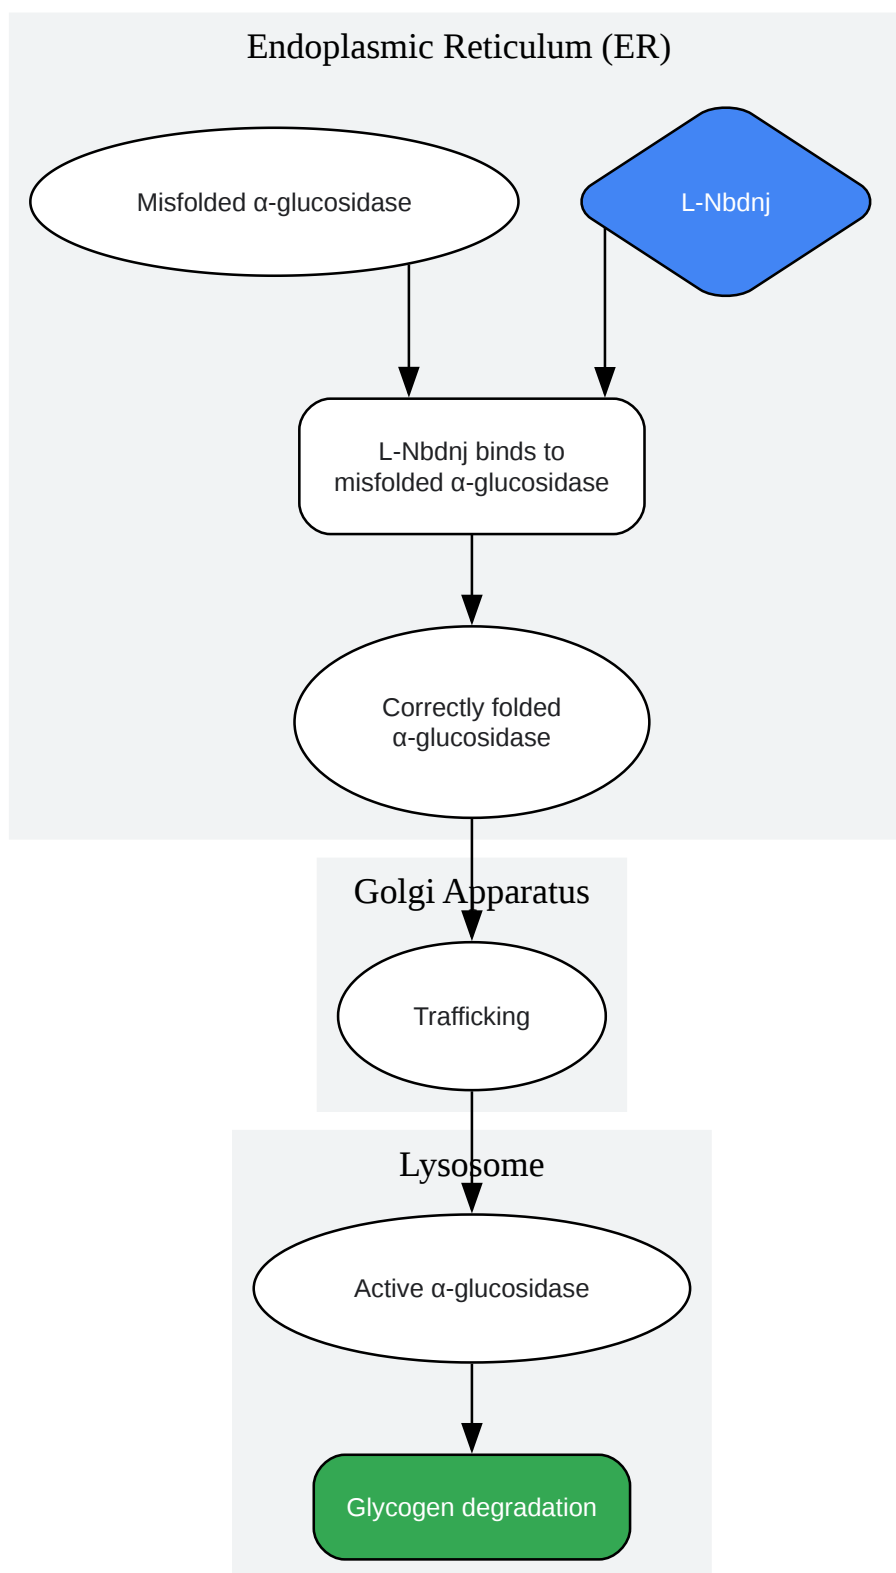 Endoplasmic Reticulum (ER)
Misfolded α-glucosidase
L-Nbdnj
L-Nbdnj binds to
misfolded α-glucosidase
Correctly folded
α-glucosidase
Golgi Apparatus
Trafficking
Lysosome
Active α-glucosidase
Glycogen degradation